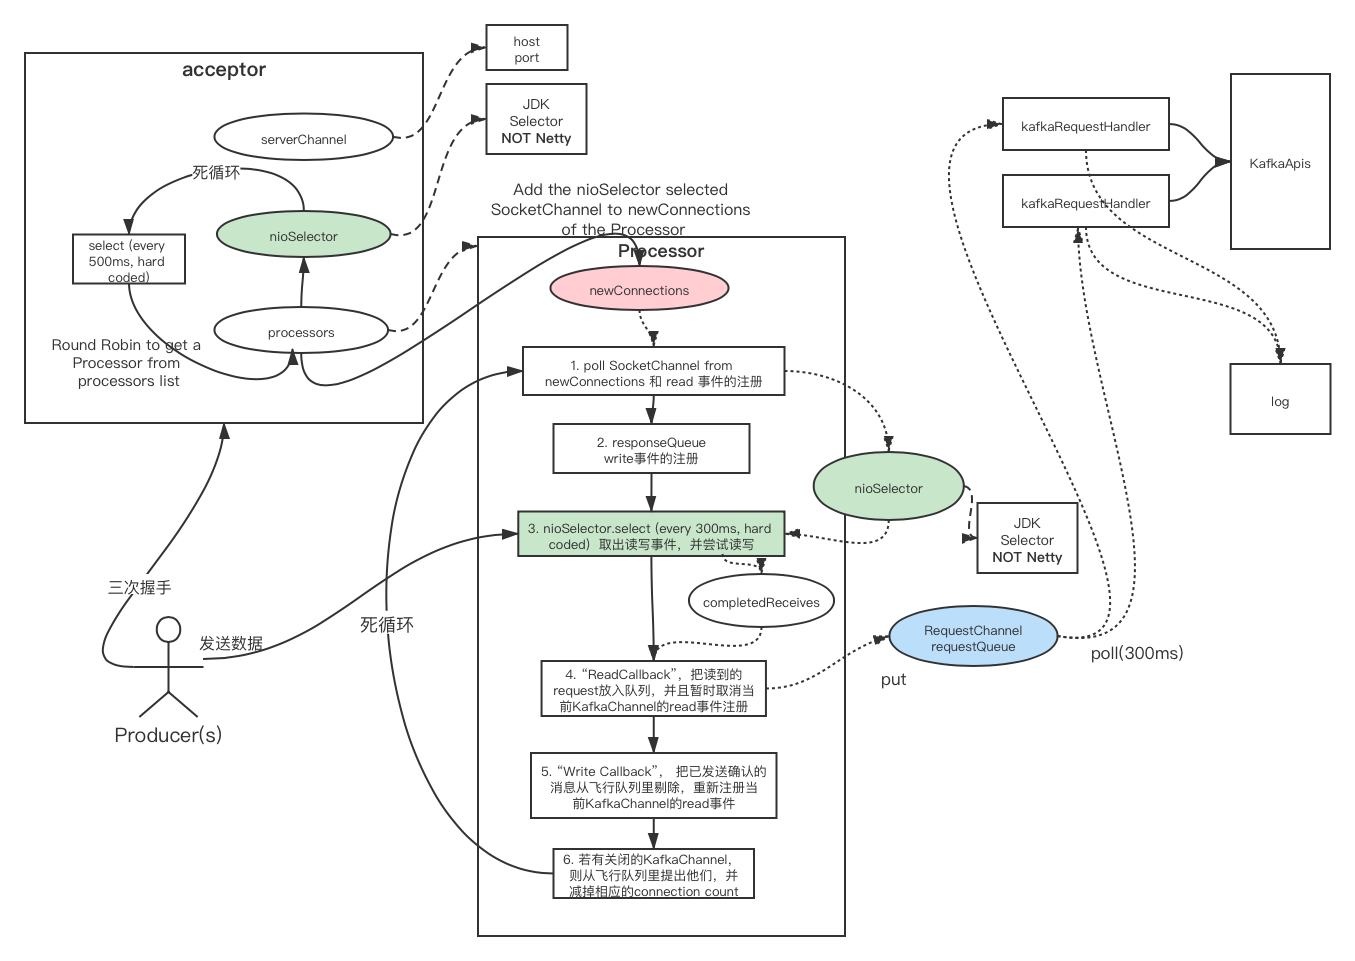 acceptor
serverChannel
死循环
nioSelector
select (every
500ms, hard
coded)
processors
Round Robin to get a
Processor from
processors list
host
port
JDK
Selector
NOT Netty
Add the nioSelector selected
SocketChannel to newConnections
of the Processor
Processor
newConnections
1. poll SocketChannel from
newConnections 和 read 事件的注册
2. responseQueue
write事件的注册
3. nioSelector.select (every 300ms, hard
coded）取出读写事件，并尝试读写
completedReceives
4. “ReadCallback”，把读到的
request放入队列，并且暂时取消当
前KafkaChannel的read事件注册
5. “Write Callback”， 把已发送确认的
消息从飞行队列里剔除，重新注册当
前KafkaChannel的read事件
6. 若有关闭的KafkaChannel，
则从飞行队列里提出他们，并
减掉相应的connection count
死循环
三次握手
发送数据
Producer(s)
nioSelector
JDK
Selector
NOT Netty
RequestChannel
requestQueue
put
poll(300ms)
kafkaRequestHandler
kafkaRequestHandler
KafkaApis
log